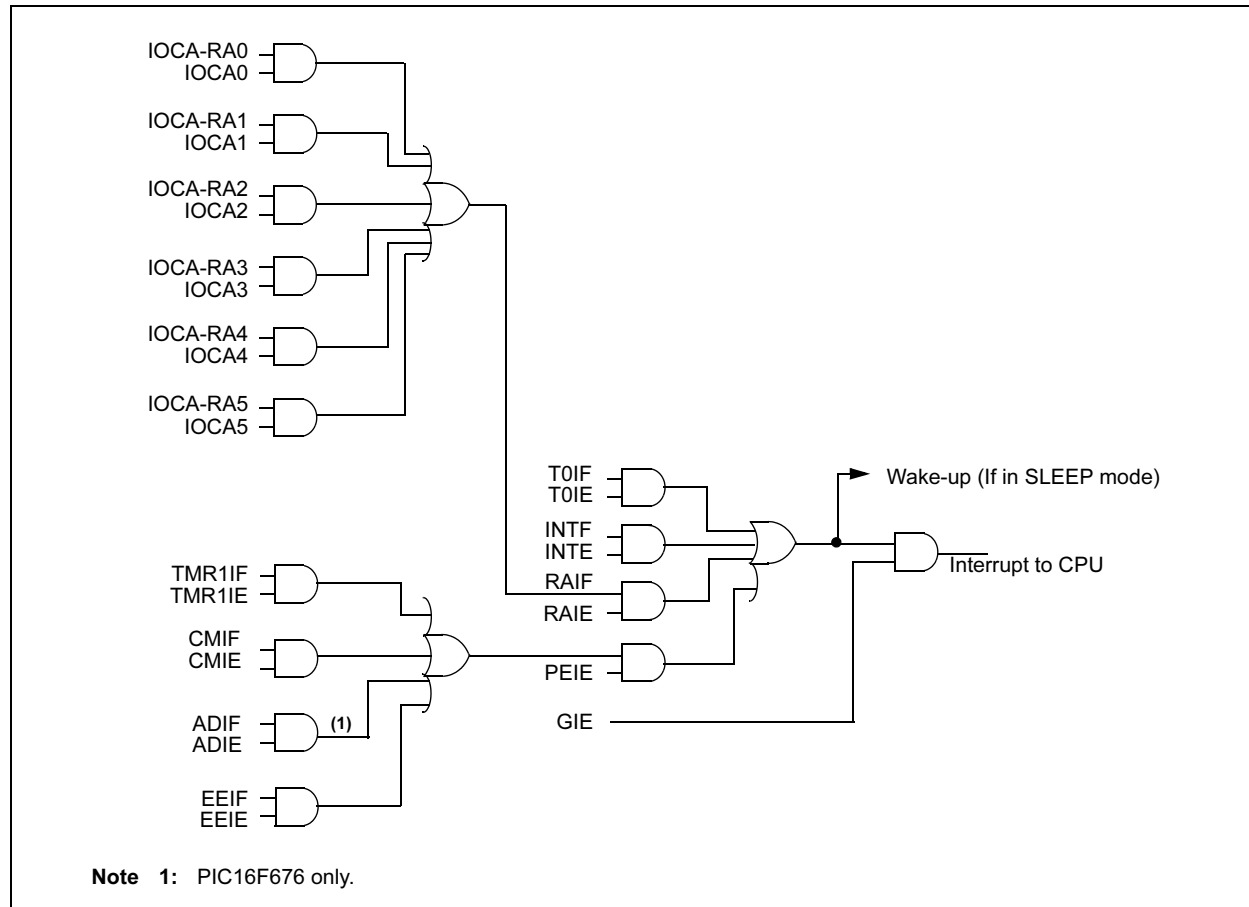 IOCA-RA0
IOCA0
IOCA-RA1
IOCA1
IOCA-RA2
IOCA2
IOCA-RA3
IOCA3
IOCA-RA4
IOCA4
IOCA-RA5
IOCA5
T0IF
T0IE
Wake-up (If in SLEEP mode)
INTF
INTE
Interrupt to CPU
TMR1IF
TMR1IE
RAIF
RAIE
CMIF
CMIE
PEIE
ADIF
ADIE
(1)
GIE
EEIF
EEIE
Note 1: PIC16F676 only.